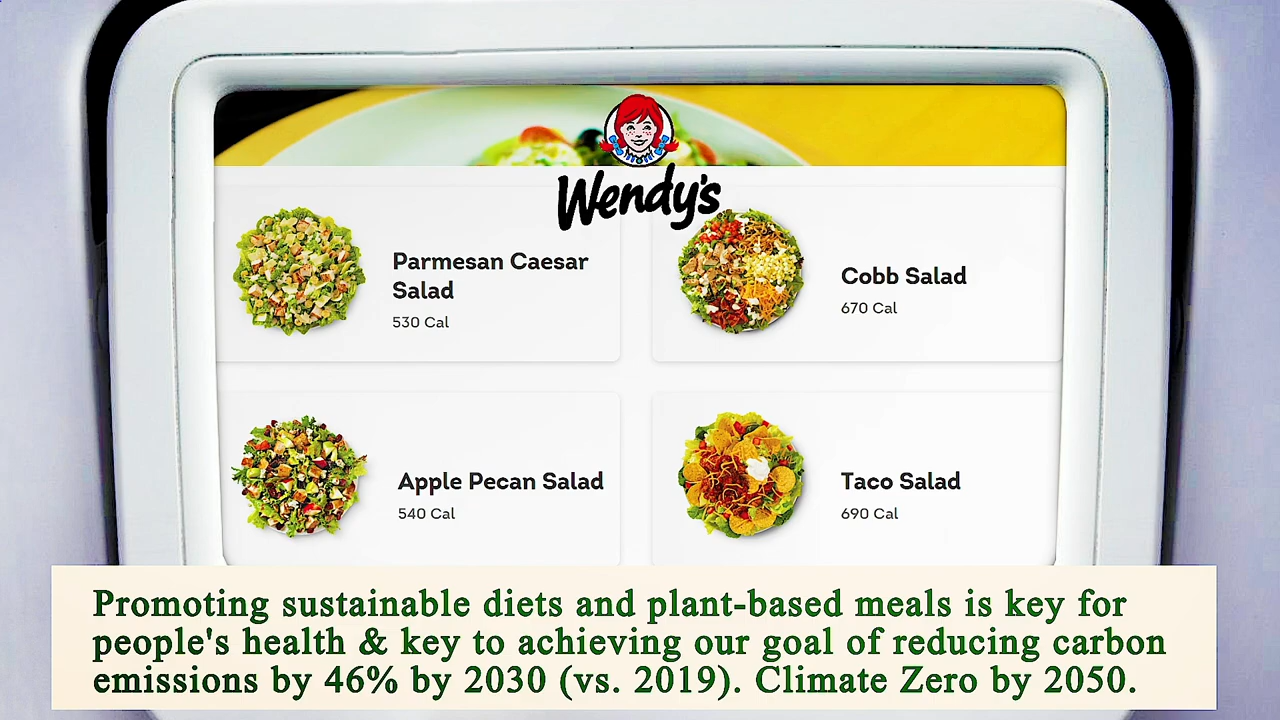 Wendy's
Parmesan Caesar
Salad
530 Cal
Cobb Salad
670 Cal
Apple Pecan Salad
540 Cal
Taco Salad
690 Cal
Promoting sustainable diets and plant-based meals is key for
people's health & key to achieving our goal of reducing carbon
emissions by 46% by 2030 (vs. 2019). Climate Zero by 2050.